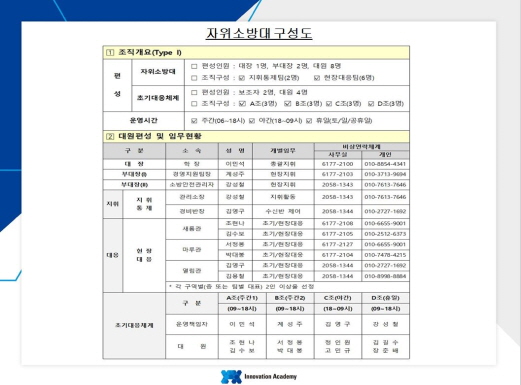 자위소방대 구성도
1 조직개요(Type I)
편성
자위소방대
□ 편성인원 : 대장 1명, 부대장 2명, 대원 8명
□ 조직구성 : ☑ 지휘통제팀(2명) ☑ 현장대응팀(6명)
초기대응체계
□ 편성인원 : 보조자 2명, 대원 4명
□ 조직구성 : ☑ A조(3명) ☑ B조(3명) ☑ C조(3명) ☑ D조(3명)
운영시간
☑ 주간(06~18시) ☑ 야간(18~09시) ☑ 휴일(토/일/공휴일)
2 대원편성 및 임무현황
구 분 소 속 성 명 개별임무 비상연락체계
사무실 개인
대 장 학 장 이민석 총괄지휘 6177-2100 010-8854-4341
부대장(I) 경영지원팀장 계성주 현장지휘 6177-2103 010-3713-9694
부대장(II) 소방안전관리자 강성철 현장지휘 2058-1343 010-7613-7646
지휘 지 휘 통 제 관리소장 강성철 지휘활동 2058-1343 010-7613-7646
경비반장 김명구 수신반 제어 2058-1344 010-2727-1692
대응 현 장 대 응 새롬관 조현나 초기/현장대응 6177-2108 010-6655-9001
김수보 초기/현장대응 6177-2105 010-2512-6373
마루관 서정봉 초기/현장대응 6177-2127 010-6655-9001
박대봉 초기/현장대응 6177-2104 010-7478-4215
열림관 김명구 초기/현장대응 2058-1344 010-2727-1692
김용철 초기/현장대응 2058-1344 010-8998-8884
* 각 구역별(층 또는 팀별 대표) 2인 이상을 선정
초기대응체계
구 분 A조(주간1) B조(주간2) C조(야간) D조(휴일)
(09~18시) (09~18시) (18~09시) (09~18시)
운영책임자 이 민 석 계 성 주 김 명 구 강 성 철
대 원 조 현 나 서 정 봉 정 민 원 김 길 수
김 수 보 박 대 봉 고 민 규 장 준 배
Innovation Academy